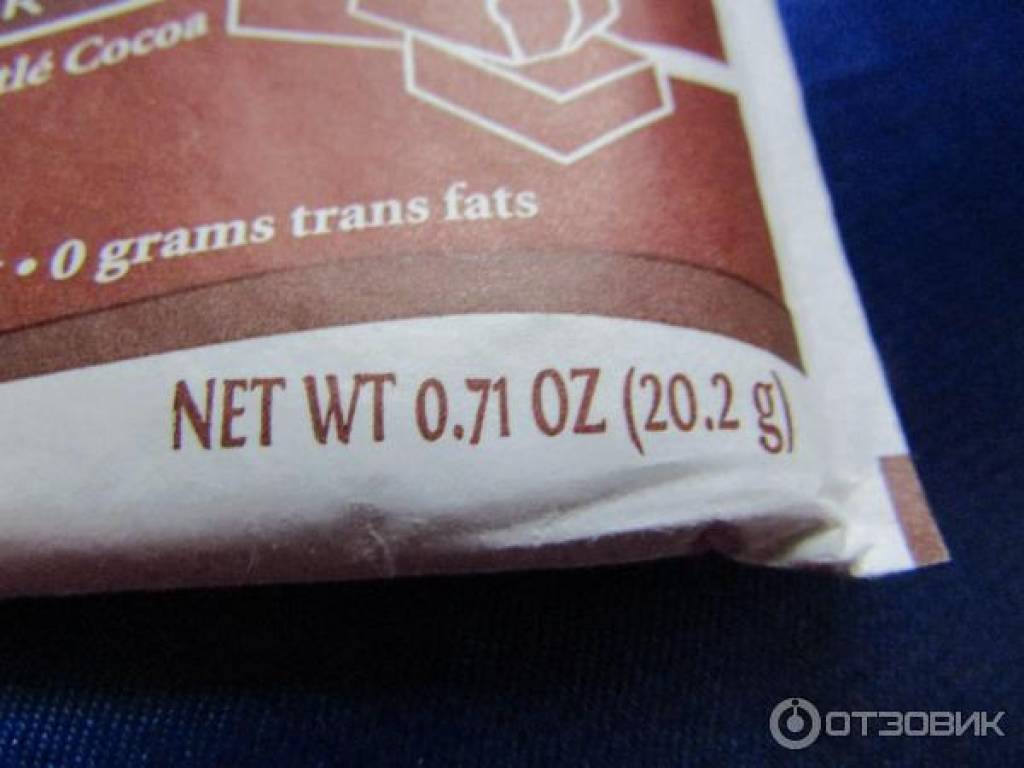 tlé Cocoa
• 0 grams trans fats
NET WT 0.71 OZ (20.2 g)
ОТЗОВИК